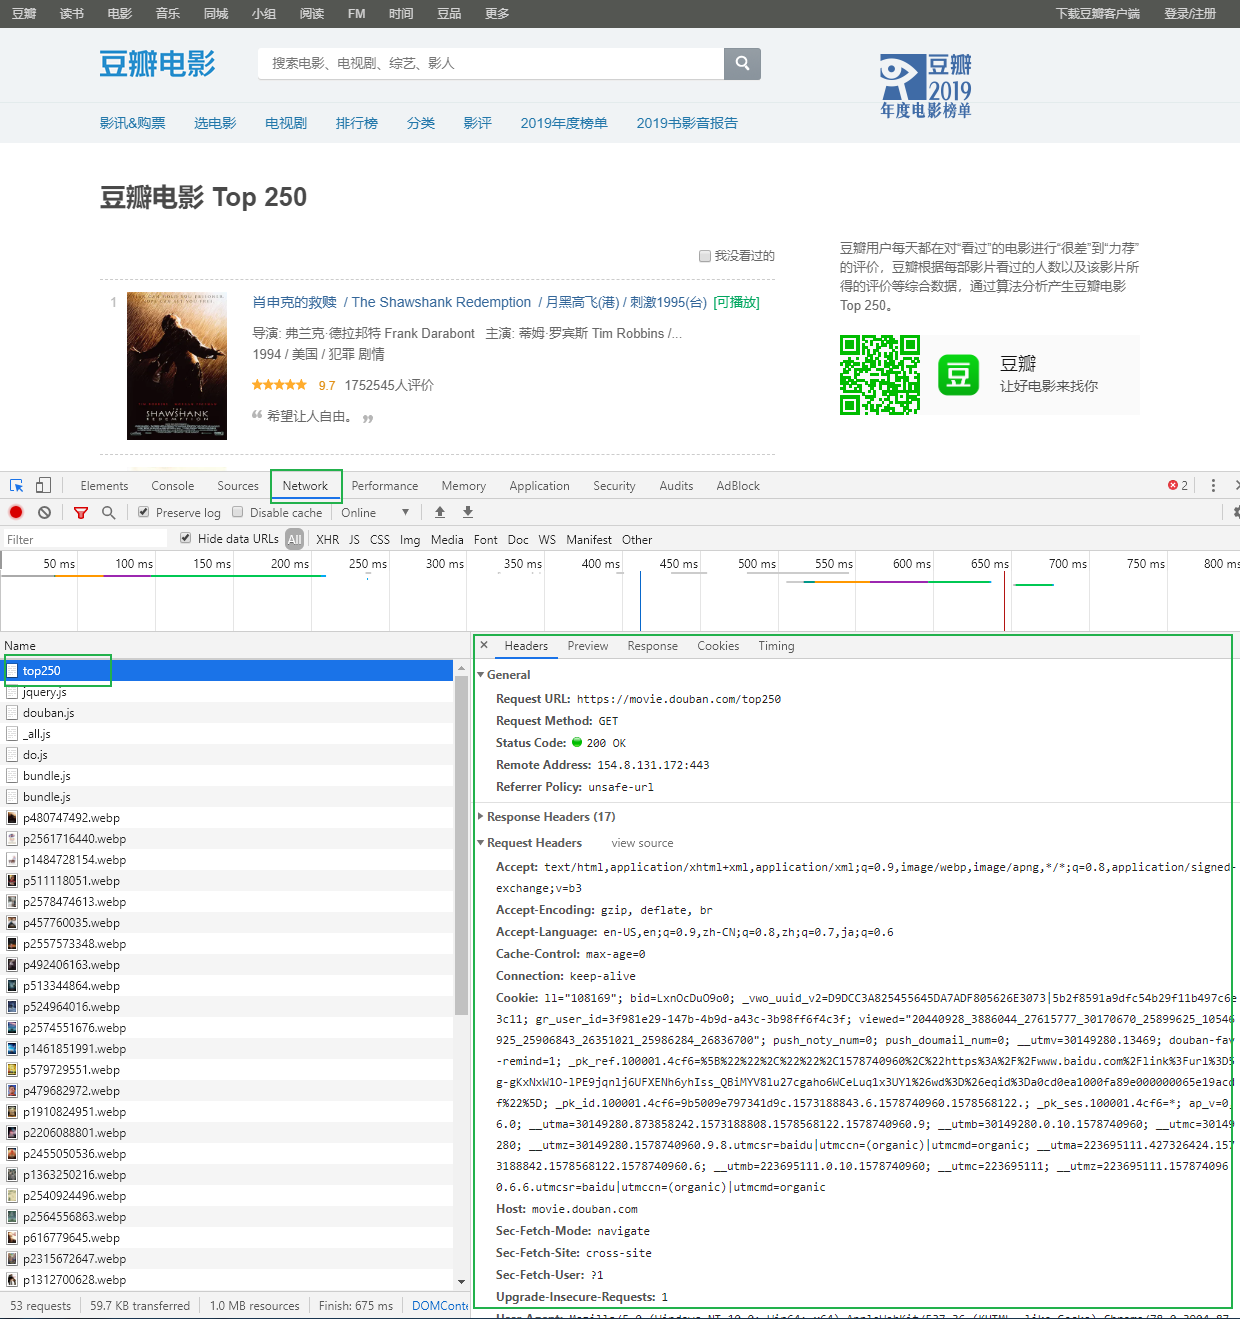 豆瓣 读书 电影 音乐 同城 小组 阅读 FM 时间 豆品 更多 下载豆瓣客户端 登录/注册
豆瓣电影
搜索电影、电视剧、综艺、影人
豆瓣
2019
年度电影榜单
影讯&购票 选电影 电视剧 排行榜 分类 影评 2019年度榜单 2019书影音报告
豆瓣电影 Top 250
我没看过的
1
肖申克的救赎 / The Shawshank Redemption / 月黑高飞(港) / 刺激1995(台) [可播放]
导演: 弗兰克·德拉邦特 Frank Darabont 主演: 蒂姆·罗宾斯 Tim Robbins /...
1994 / 美国 / 犯罪 剧情
9.7 1752545人评价
“ 希望让人自由。 ”
SHAWSHANK
REDEMPTION
豆瓣用户每天都在对“看过”的电影进行“很差”到“力荐”
的评价，豆瓣根据每部影片看过的人数以及该影片所
得的评价等综合数据，通过算法分析产生豆瓣电影
Top 250。
豆
豆瓣
让好电影来找你
Elements Console Sources Network Performance Memory Application Security Audits AdBlock 2
Preserve log Disable cache Online
Filter Hide data URLs All XHR JS CSS Img Media Font Doc WS Manifest Other
50 ms 100 ms 150 ms 200 ms 250 ms 300 ms 350 ms 400 ms 450 ms 500 ms 550 ms 600 ms 650 ms 700 ms 750 ms 800 ms
Name
top250
jquery.js
douban.js
_all.js
do.js
bundle.js
bundle.js
p480747492.webp
p2561716440.webp
p1484728154.webp
p511118051.webp
p2578474613.webp
p457760035.webp
p2557573348.webp
p492406163.webp
p513344864.webp
p524964016.webp
p2574551676.webp
p1461851991.webp
p579729551.webp
p479682972.webp
p1910824951.webp
p2206088801.webp
p2455050536.webp
p1363250216.webp
p2540924496.webp
p2564556863.webp
p616779645.webp
p2315672647.webp
p1312700628.webp
53 requests 59.7 KB transferred 1.0 MB resources Finish: 675 ms DOMConte
Headers Preview Response Cookies Timing
General
Request URL: https://movie.douban.com/top250
Request Method: GET
Status Code: 200 OK
Remote Address: 154.8.131.172:443
Referrer Policy: unsafe-url
Response Headers (17)
Request Headers view source
Accept: text/html,application/xhtml+xml,application/xml;q=0.9,image/webp,image/apng,*/*;q=0.8,application/signed-
exchange;v=b3
Accept-Encoding: gzip, deflate, br
Accept-Language: en-US,en;q=0.9,zh-CN;q=0.8,zh;q=0.7,ja;q=0.6
Cache-Control: max-age=0
Connection: keep-alive
Cookie: ll="108169"; bid=LxnOcDuO9o0; _vwo_uuid_v2=D9DCC3A825455645DA7ADF805626E3073|5b2f8591a9dfc54b29f11b497c6e
3c11; gr_user_id=3f981e29-147b-4b9d-a43c-3b98ff6f4c3f; viewed="20440928_3886044_27615777_30170670_25899625_10546
925_25906843_26351021_25986284_26836700"; push_noty_num=0; push_doumail_num=0; __utmv=30149280.13469; douban-fav-
remind=1; _pk_ref.100001.4cf6=%5B%22%22%2C%22%22%2C1578740960%2C%22https%3A%2F%2Fwww.baidu.com%2Flink%3Furl%3D5
g-gKxNxW1O-lPE9jqnlj6UFXENh6yhIss_QBiMYV8lu27cgaho6WCeLuq1x3UYl%26wd%3D%26eqid%3Da0cd0ea1000fa89e000000065e19acd
f%22%5D; _pk_id.100001.4cf6=9b5009e797341d9c.1573188843.6.1578740960.1578568122.; _pk_ses.100001.4cf6=*; ap_v=0,
6.0; __utma=30149280.873858242.1573188808.1578568122.1578740960.9; __utmb=30149280.0.10.1578740960; __utmc=30149
280; __utmz=30149280.1578740960.9.8.utmcsr=baidu|utmccn=(organic)|utmcmd=organic; __utma=223695111.427326424.157
3188842.1578568122.1578740960.6; __utmb=223695111.0.10.1578740960; __utmc=223695111; __utmz=223695111.157874096
0.6.6.utmcsr=baidu|utmccn=(organic)|utmcmd=organic
Host: movie.douban.com
Sec-Fetch-Mode: navigate
Sec-Fetch-Site: cross-site
Sec-Fetch-User: ?1
Upgrade-Insecure-Requests: 1